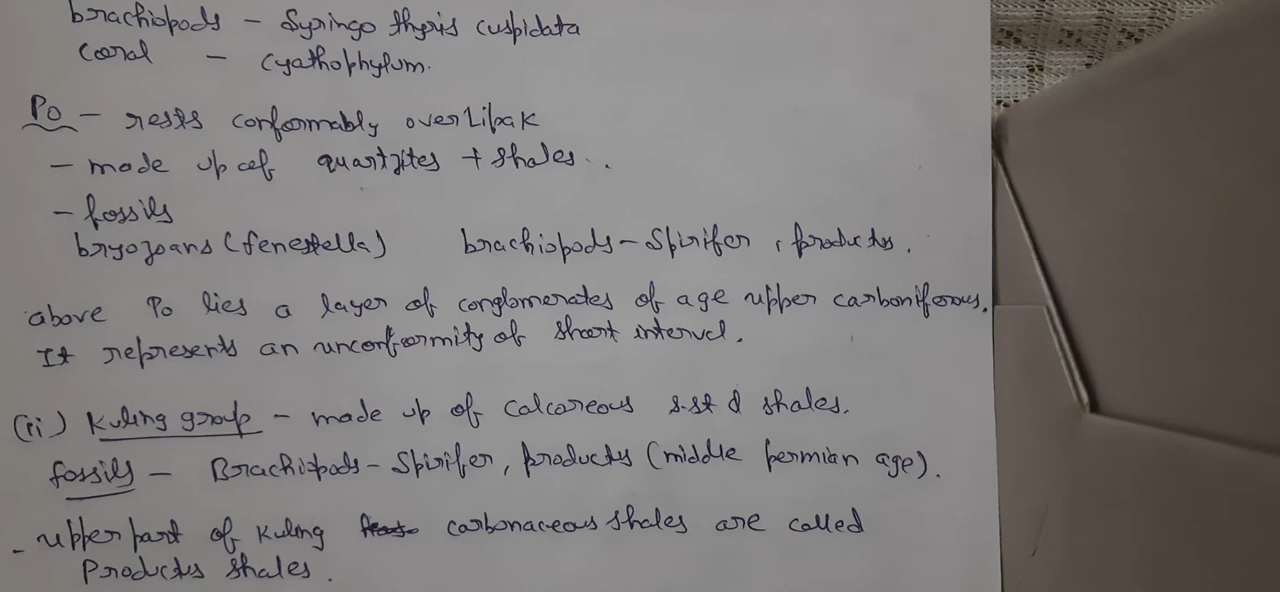 brachiopods - Syringo thyris cuspidata
Coral - Cyathophylum.
Po - rests conformably over Lipak
- made up of quartzites + shales.
- fossils
bryozoans (fenestella) brachiopods - Spirifer, productus.
above Po lies a layer of conglomerates of age upper carboniferous.
It represents an unconformity of short interval.
(ii) Kuling group - made up of Calcareous s.st & shales.
fossils - Brachiopods - Spirifer, productus (middle permian age).
- upper part of Kuling carbonaceous shales are called
Productus shales.